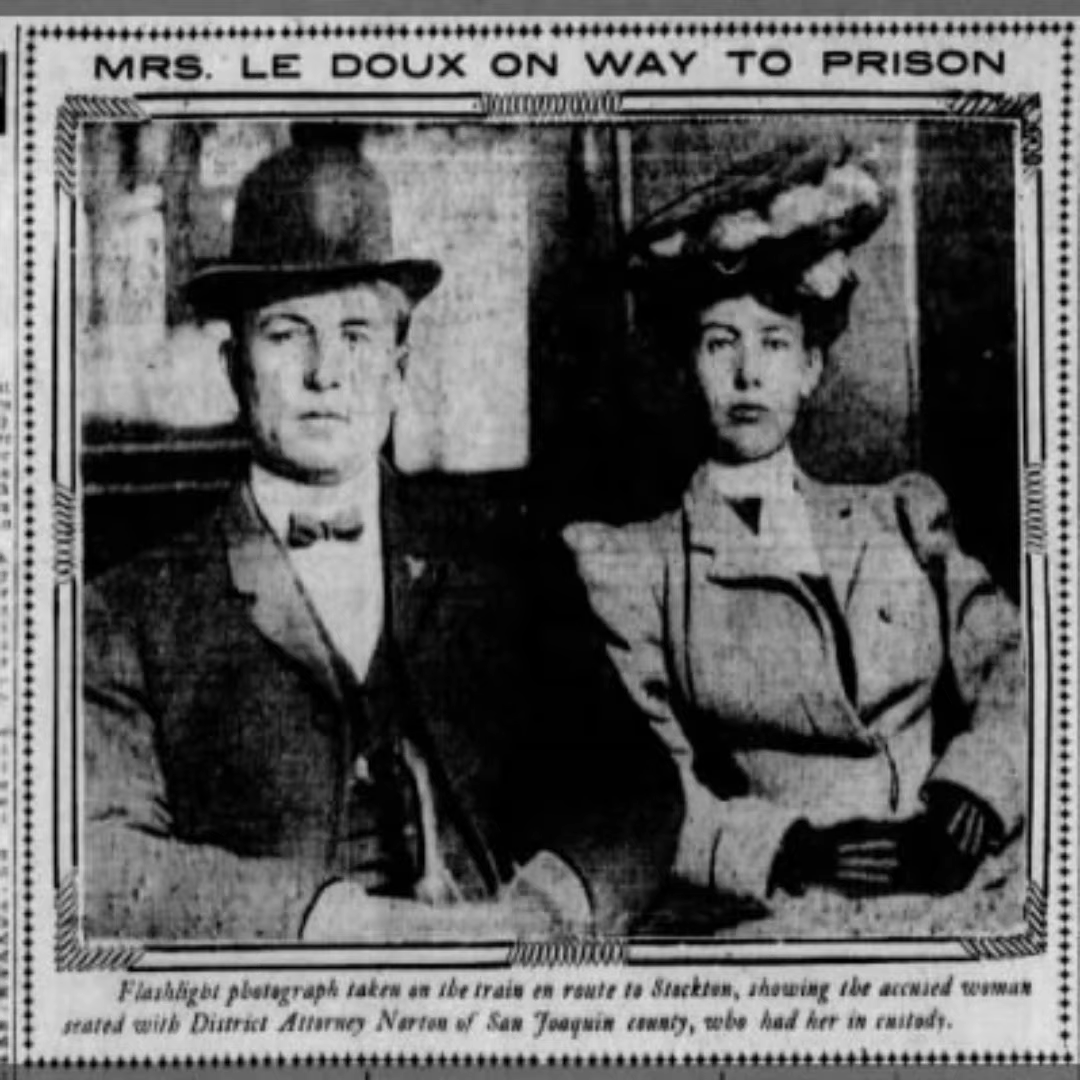 MRS. LE DOUX ON WAY TO PRISON
Flashlight photograph taken on the train en route to Stockton, showing the accused woman
seated with District Attorney Norton of San Joaquin county, who had her in custody.